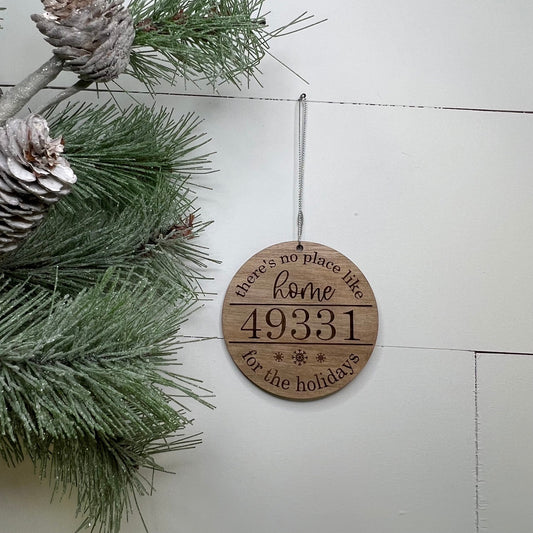 there's no place like
home
49331
for the holidays